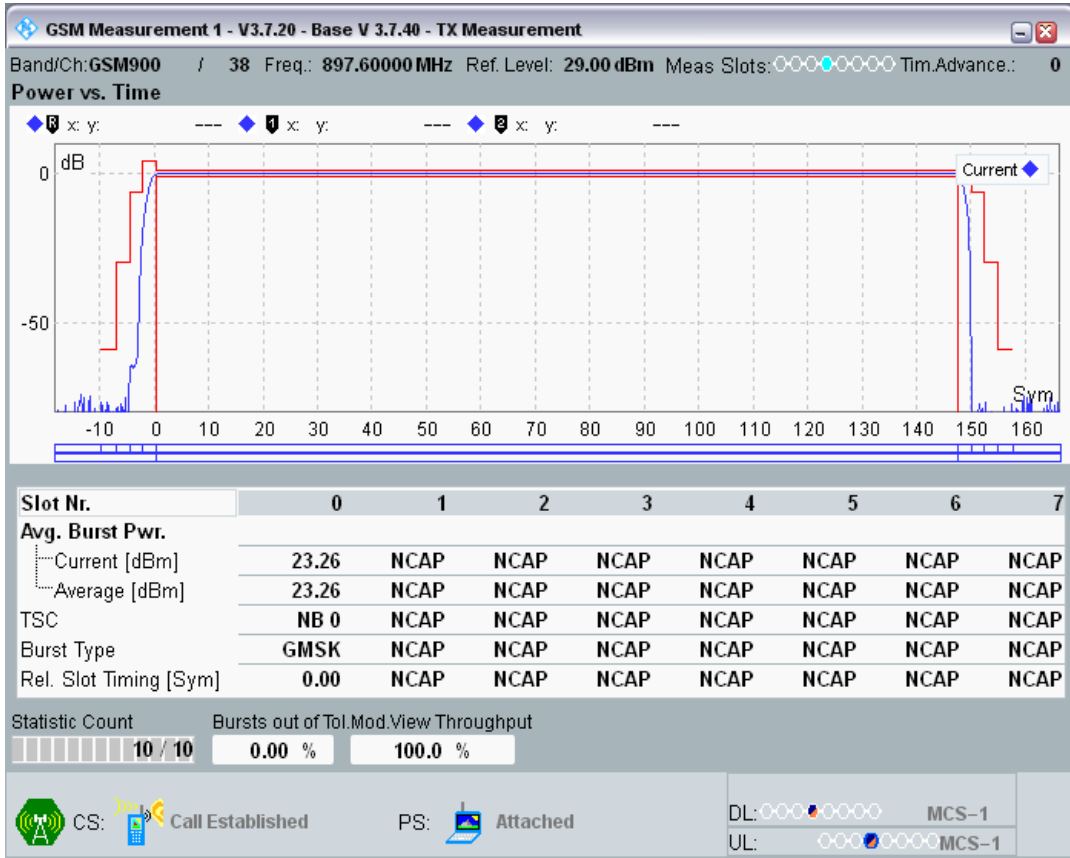 GSM Measurement 1 - V3.7.20 - Base V 3.7.40 - TX Measurement
Band/Ch:GSM900 / 38 Freq.: 897.60000 MHz Ref. Level: 29.00 dBm Meas Slots: Tim.Advance.: 0
Power vs. Time
R x: y: --- 1 x: y: --- 2 x: y: ---
dB
0
Current
-50
Sym
-10 0 10 20 30 40 50 60 70 80 90 100 110 120 130 140 150 160
Slot Nr. 0 1 2 3 4 5 6 7
Avg. Burst Pwr.
Current [dBm] 23.26 NCAP NCAP NCAP NCAP NCAP NCAP NCAP
Average [dBm] 23.26 NCAP NCAP NCAP NCAP NCAP NCAP NCAP
TSC NB 0 NCAP NCAP NCAP NCAP NCAP NCAP NCAP
Burst Type GMSK NCAP NCAP NCAP NCAP NCAP NCAP NCAP
Rel. Slot Timing [Sym] 0.00 NCAP NCAP NCAP NCAP NCAP NCAP NCAP
Statistic Count Bursts out of Tol.Mod.View Throughput
10 / 10 0.00 % 100.0 %
CS: Call Established PS: Attached
DL: MCS-1
UL: MCS-1